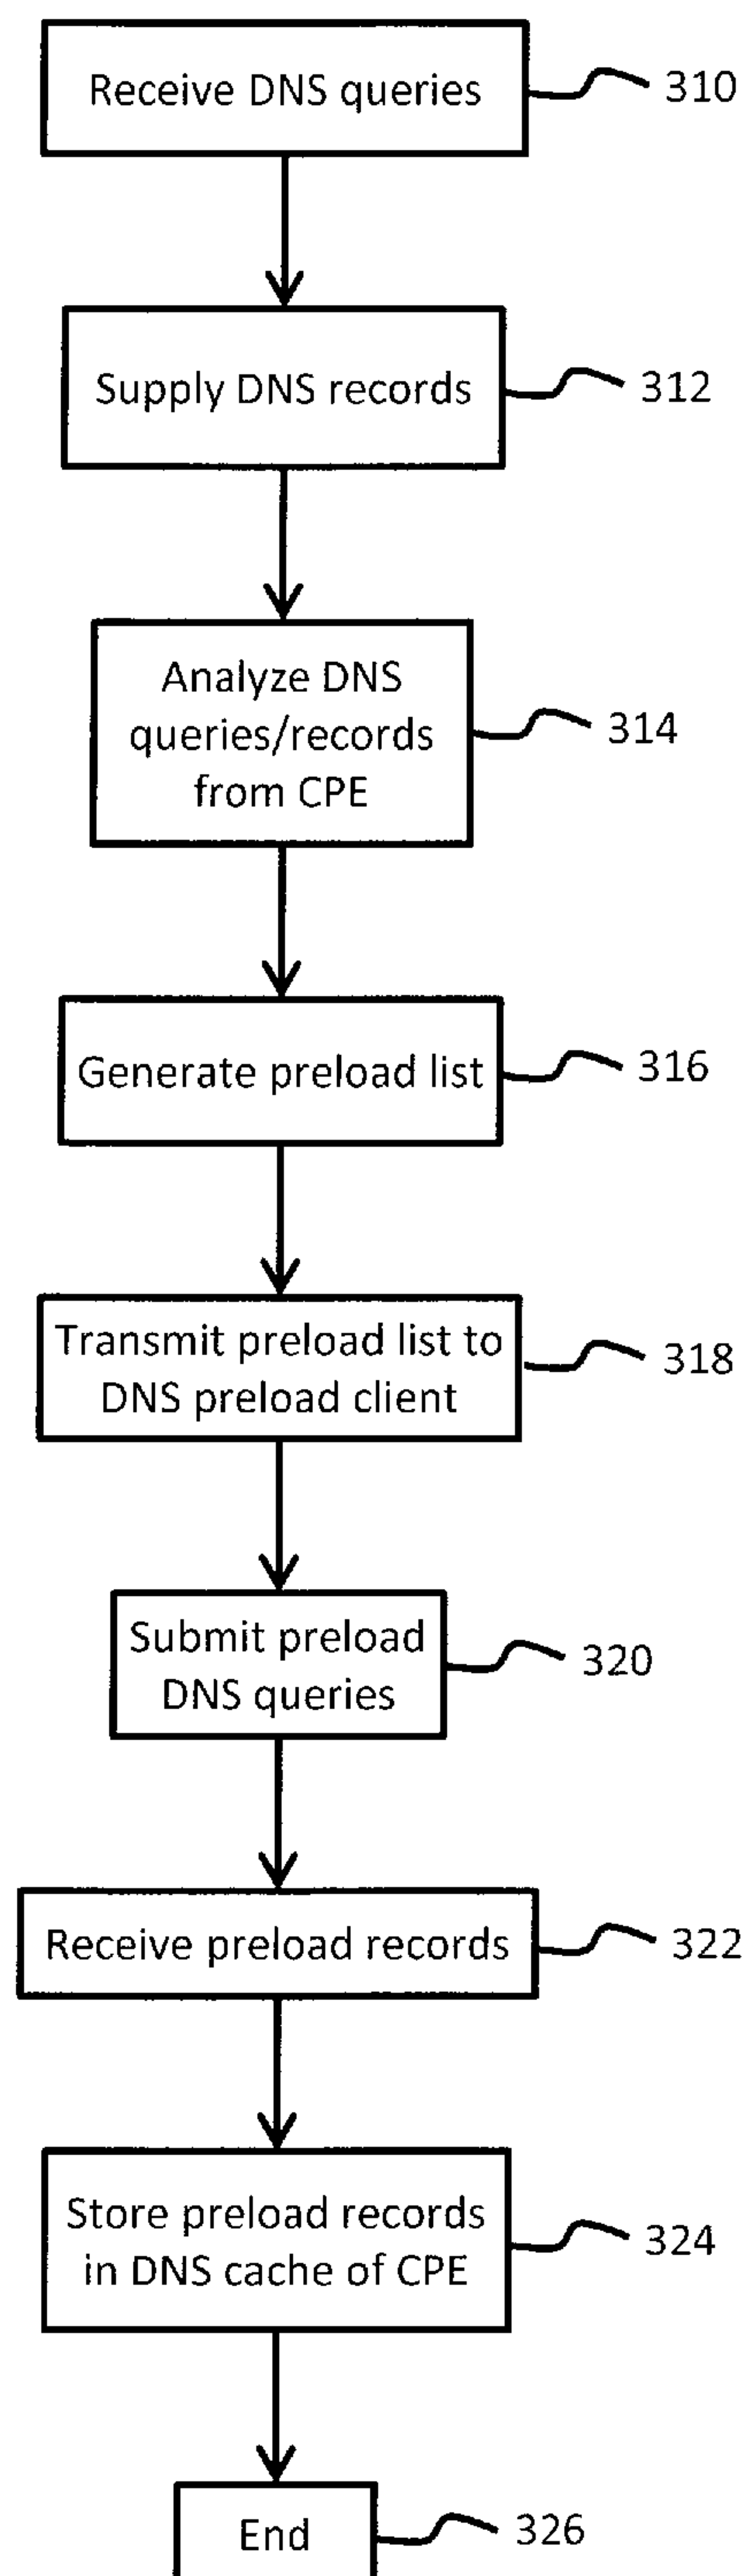 Receive DNS queries
310
Supply DNS records
312
Analyze DNS
queries/records
from CPE
314
Generate preload list
316
Transmit preload list to
DNS preload client
318
Submit preload
DNS queries
320
Receive preload records
322
Store preload records
in DNS cache of CPE
324
End
326